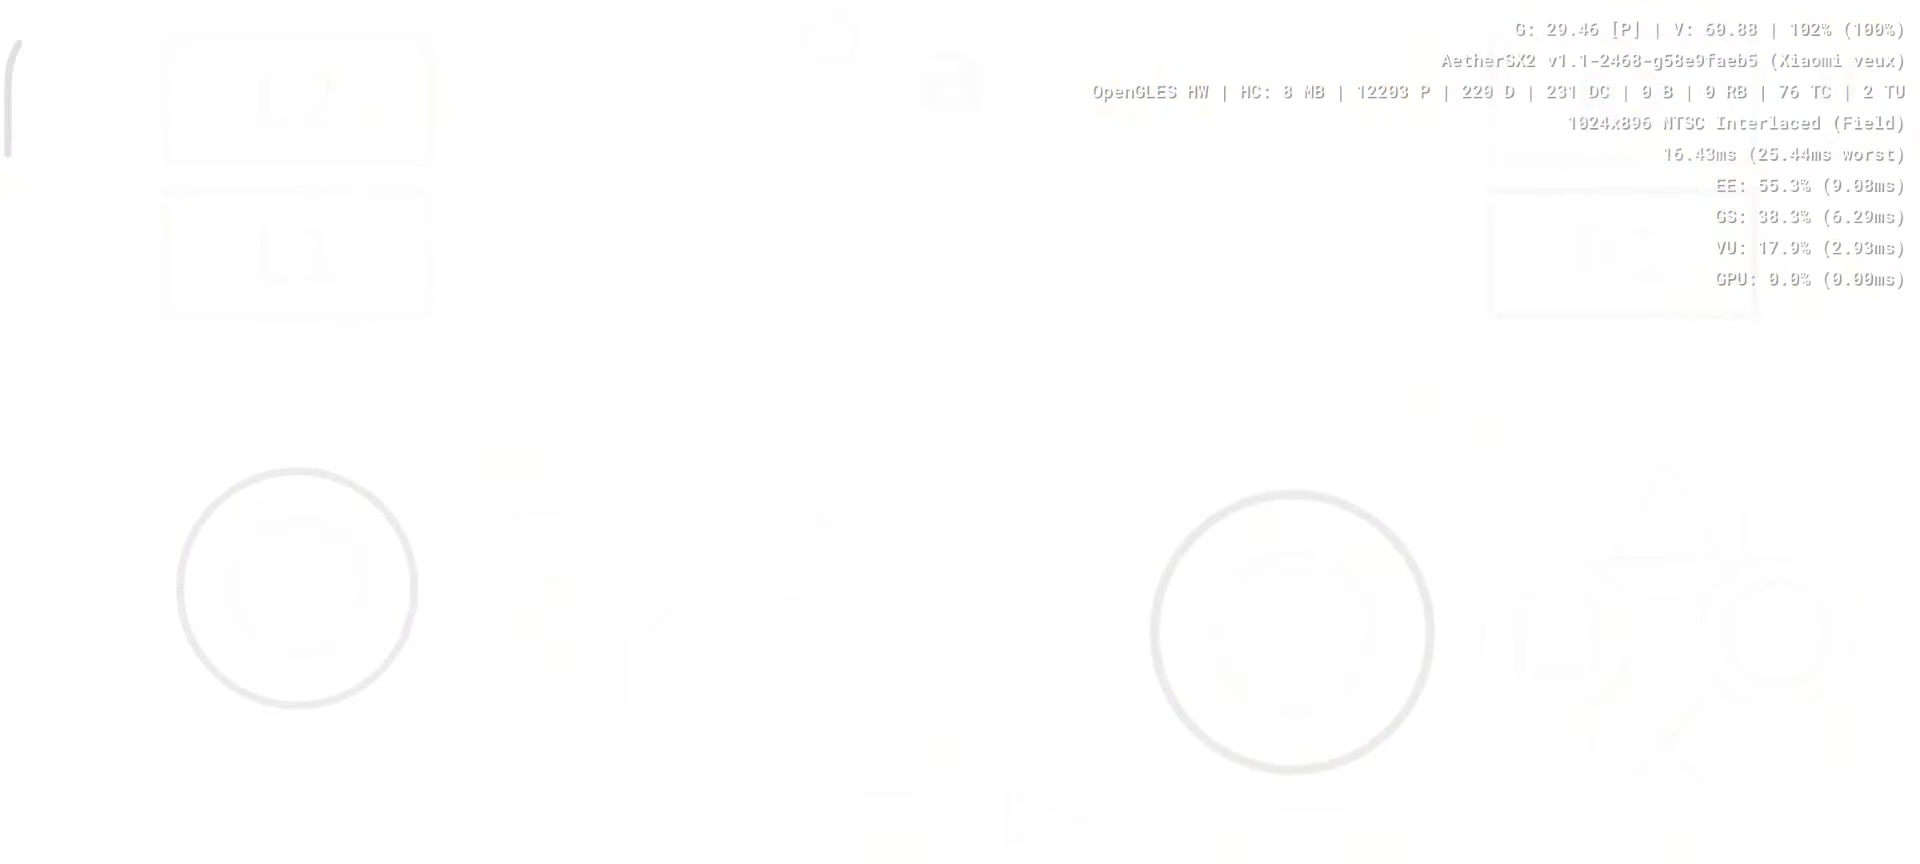 G: 29.46 [P] | V: 60.88 | 102% (100%)
AetherSX2 v1.1-2468-g58e9faeb5 (Xiaomi veux)
OpenGLES HW | HC: 8 MB | 12203 P | 220 D | 231 DC | 0 B | 0 RB | 76 TC | 2 TU
1024x896 NTSC Interlaced (Field)
16.43ms (25.44ms worst)
EE: 55.3% (9.08ms)
GS: 38.3% (6.29ms)
VU: 17.9% (2.93ms)
GPU: 0.0% (0.00ms)
L2
L1